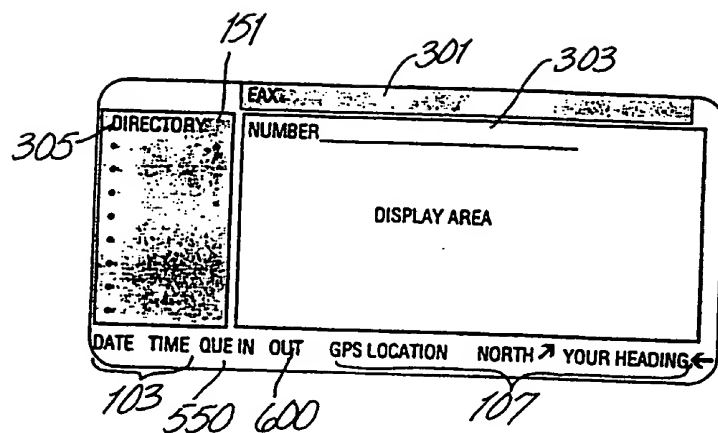 151
301
303
FAX
305
DIRECTORY
NUMBER
DISPLAY AREA
DATE TIME QUE IN OUT GPS LOCATION NORTH↗ YOUR HEADING←
103
550
600
107